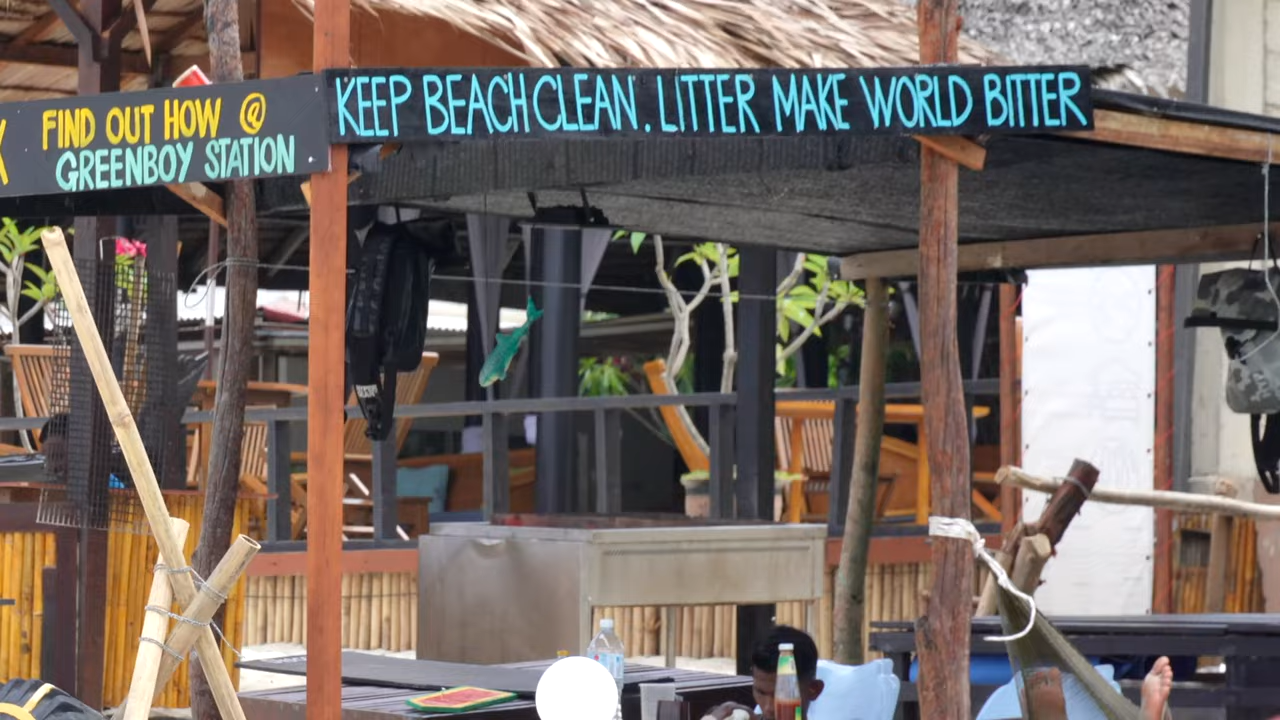 FIND OUT HOW @
GREENBOY STATION
KEEP BEACH CLEAN. LITTER MAKE WORLD BITTER